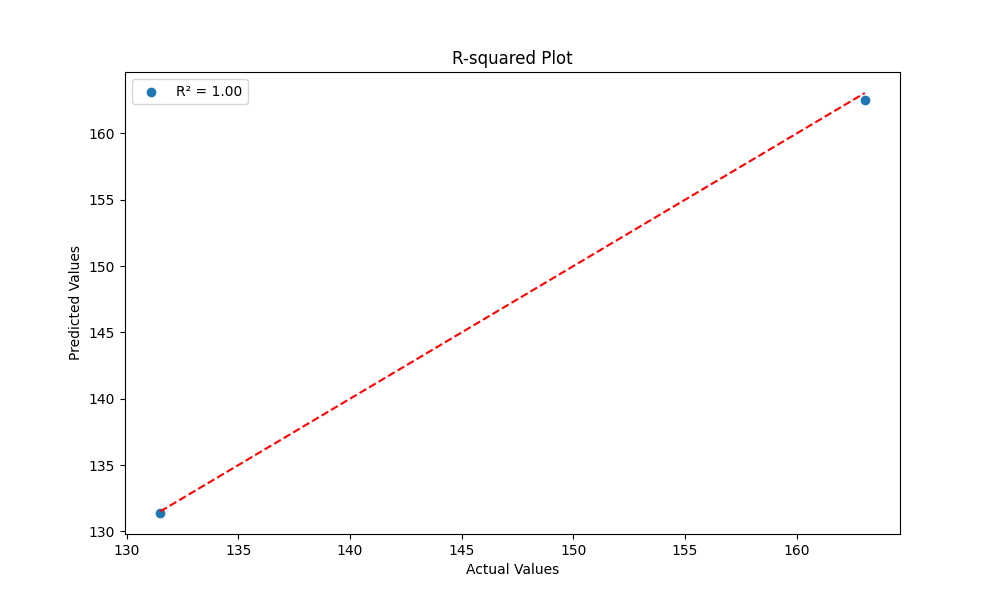 R-squared Plot
R² = 1.00
160
155
150
145
140
135
130
Predicted Values
130 135 140 145 150 155 160
Actual Values